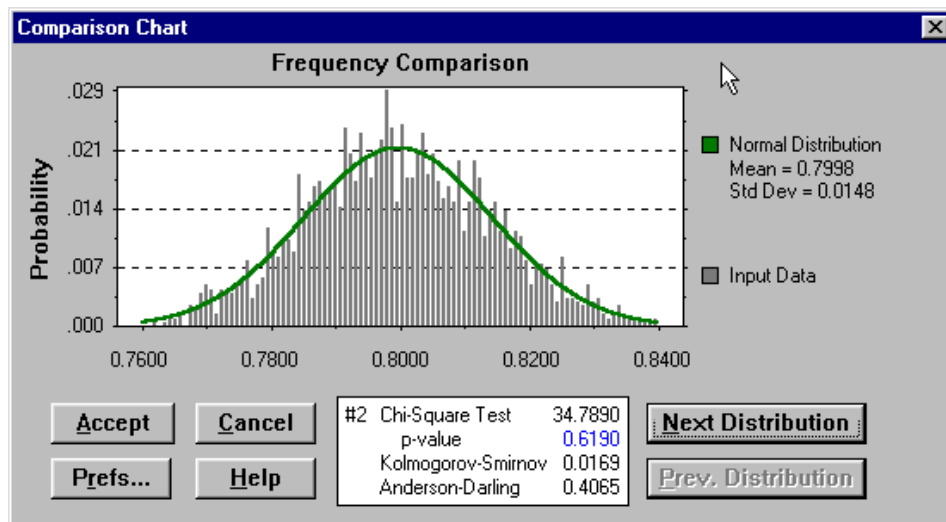 Comparison Chart
Frequency Comparison
Probability
.029
.021
.014
.007
.000
0.7600 0.7800 0.8000 0.8200 0.8400
Normal Distribution
Mean = 0.7998
Std Dev = 0.0148
Input Data
Accept
Cancel
Prefs...
Help
#2 Chi-Square Test 34.7890
p-value 0.6190
Kolmogorov-Smirnov 0.0169
Anderson-Darling 0.4065
Next Distribution
Prev. Distribution